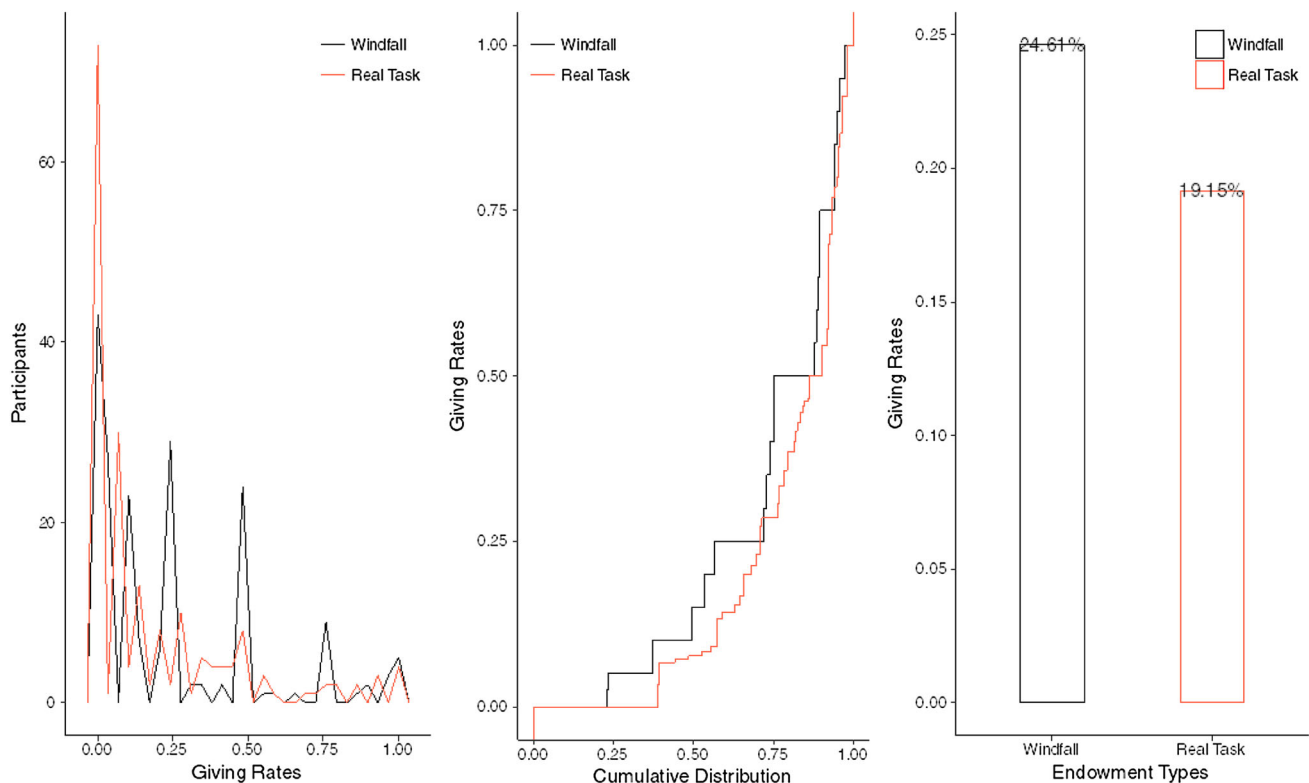 Windfall
Real Task
60
40
20
0
Participants
0.00 0.25 0.50 0.75 1.00
Giving Rates
Windfall
Real Task
1.00
0.75
0.50
0.25
0.00
Giving Rates
0.00 0.25 0.50 0.75 1.00
Cumulative Distribution
0.25
0.20
0.15
0.10
0.05
0.00
Giving Rates
24.61%
19.15%
Windfall
Real Task
Windfall Real Task
Endowment Types